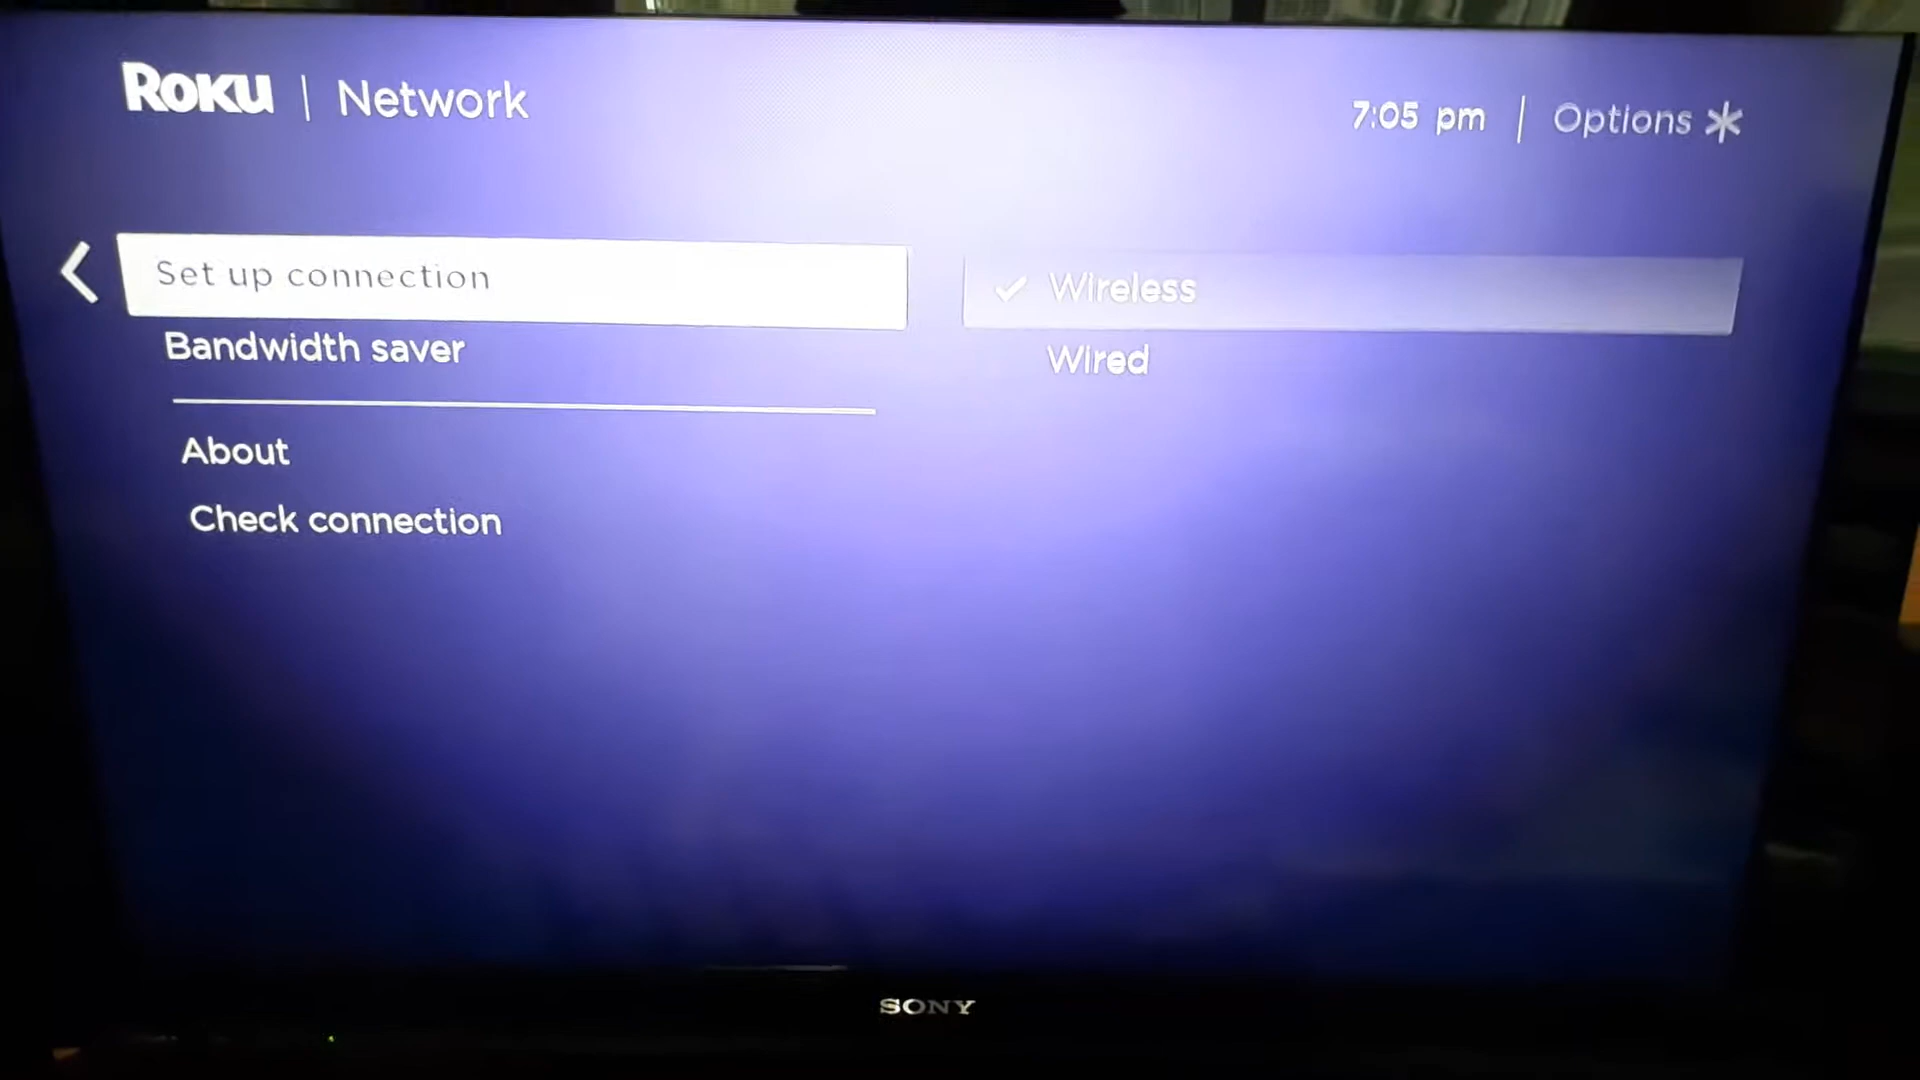 Roku | Network
7:05 pm | Options *
Set up connection
Bandwidth saver
About
Check connection
Wireless
Wired
SONY